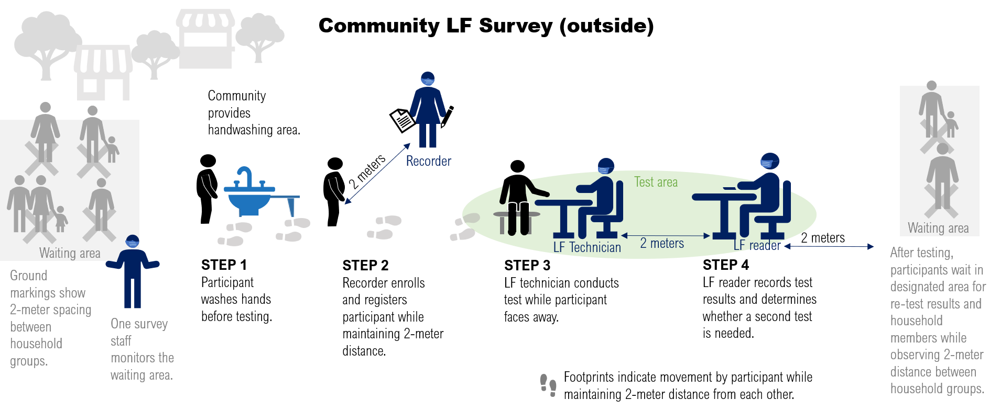 Community LF Survey (outside)
Community
provides
handwashing area.
2 meters
Recorder
Test area
LF Technician
2 meters
LF reader
2 meters
Waiting area
Ground
markings show
2-meter spacing
between
household
groups.
One survey
staff
monitors the
waiting area.
STEP 1
Participant
washes hands
before testing.
STEP 2
Recorder enrolls
and registers
participant while
maintaining 2-meter
distance.
STEP 3
LF technician conducts
test while participant
faces away.
STEP 4
LF reader records test
results and determines
whether a second test
is needed.
Waiting area
After testing,
participants wait in
designated area for
re-test results and
household
members while
observing 2-meter
distance between
household groups.
Footprints indicate movement by participant while
maintaining 2-meter distance from each other.